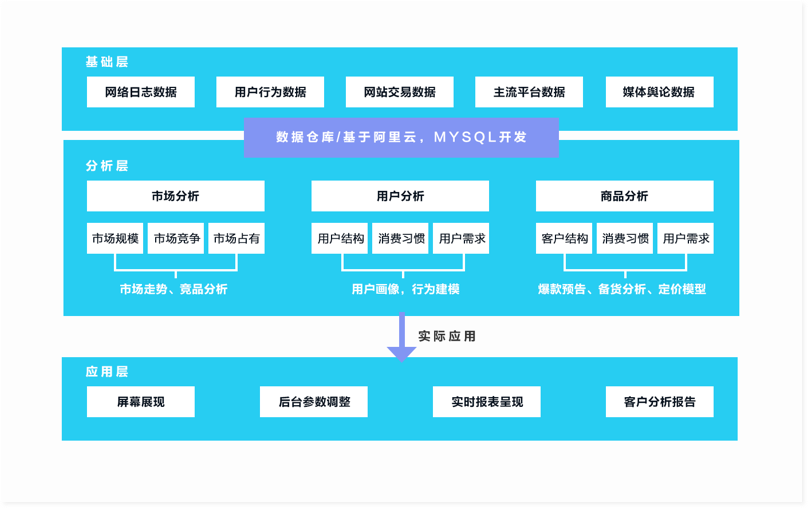 基础层
网络日志数据 用户行为数据 网站交易数据 主流平台数据 媒体舆论数据
数据仓库/基于阿里云，MYSQL开发
分析层
市场分析 用户分析 商品分析
市场规模 市场竞争 市场占有 用户结构 消费习惯 用户需求 客户结构 消费习惯 用户需求
市场走势、竞品分析 用户画像，行为建模 爆款预告、备货分析、定价模型
实际应用
应用层
屏幕展现 后台参数调整 实时报表呈现 客户分析报告